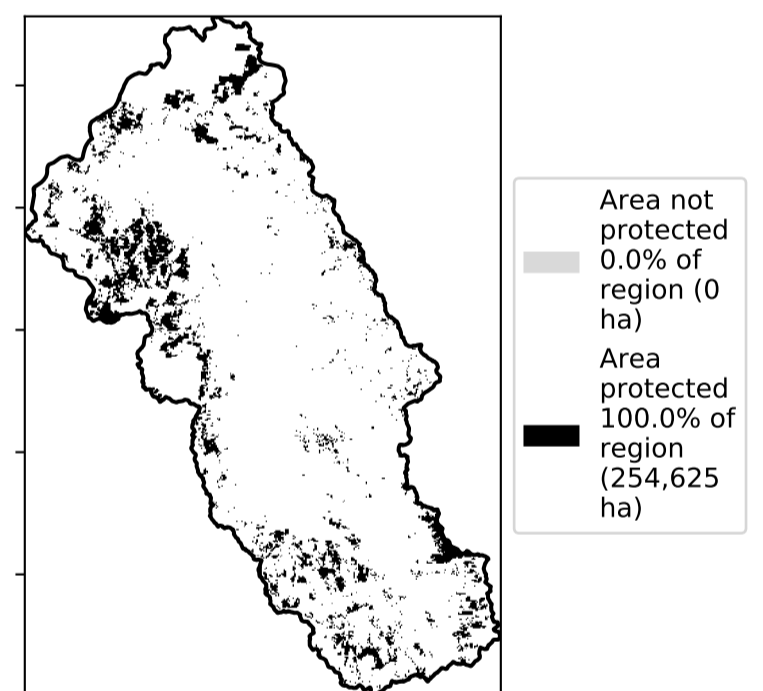 Area not
protected
0.0% of
region (0
ha)
Area
protected
100.0% of
region
(254,625
ha)